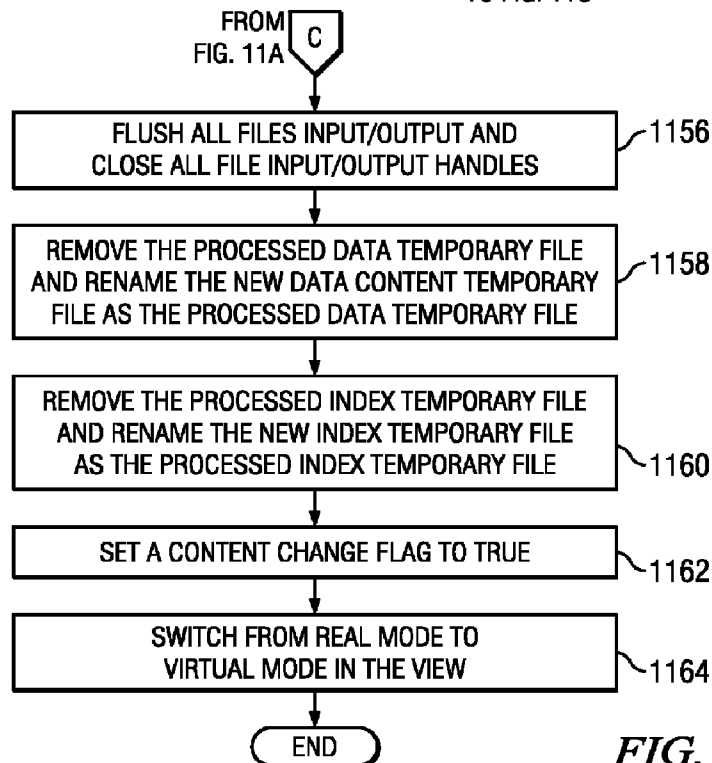 FROM
FIG. 11A
C
FLUSH ALL FILES INPUT/OUTPUT AND
CLOSE ALL FILE INPUT/OUTPUT HANDLES
1156
REMOVE THE PROCESSED DATA TEMPORARY FILE
AND RENAME THE NEW DATA CONTENT TEMPORARY
FILE AS THE PROCESSED DATA TEMPORARY FILE
1158
REMOVE THE PROCESSED INDEX TEMPORARY FILE
AND RENAME THE NEW INDEX TEMPORARY FILE
AS THE PROCESSED INDEX TEMPORARY FILE
1160
SET A CONTENT CHANGE FLAG TO TRUE
1162
SWITCH FROM REAL MODE TO
VIRTUAL MODE IN THE VIEW
1164
END
FIG.